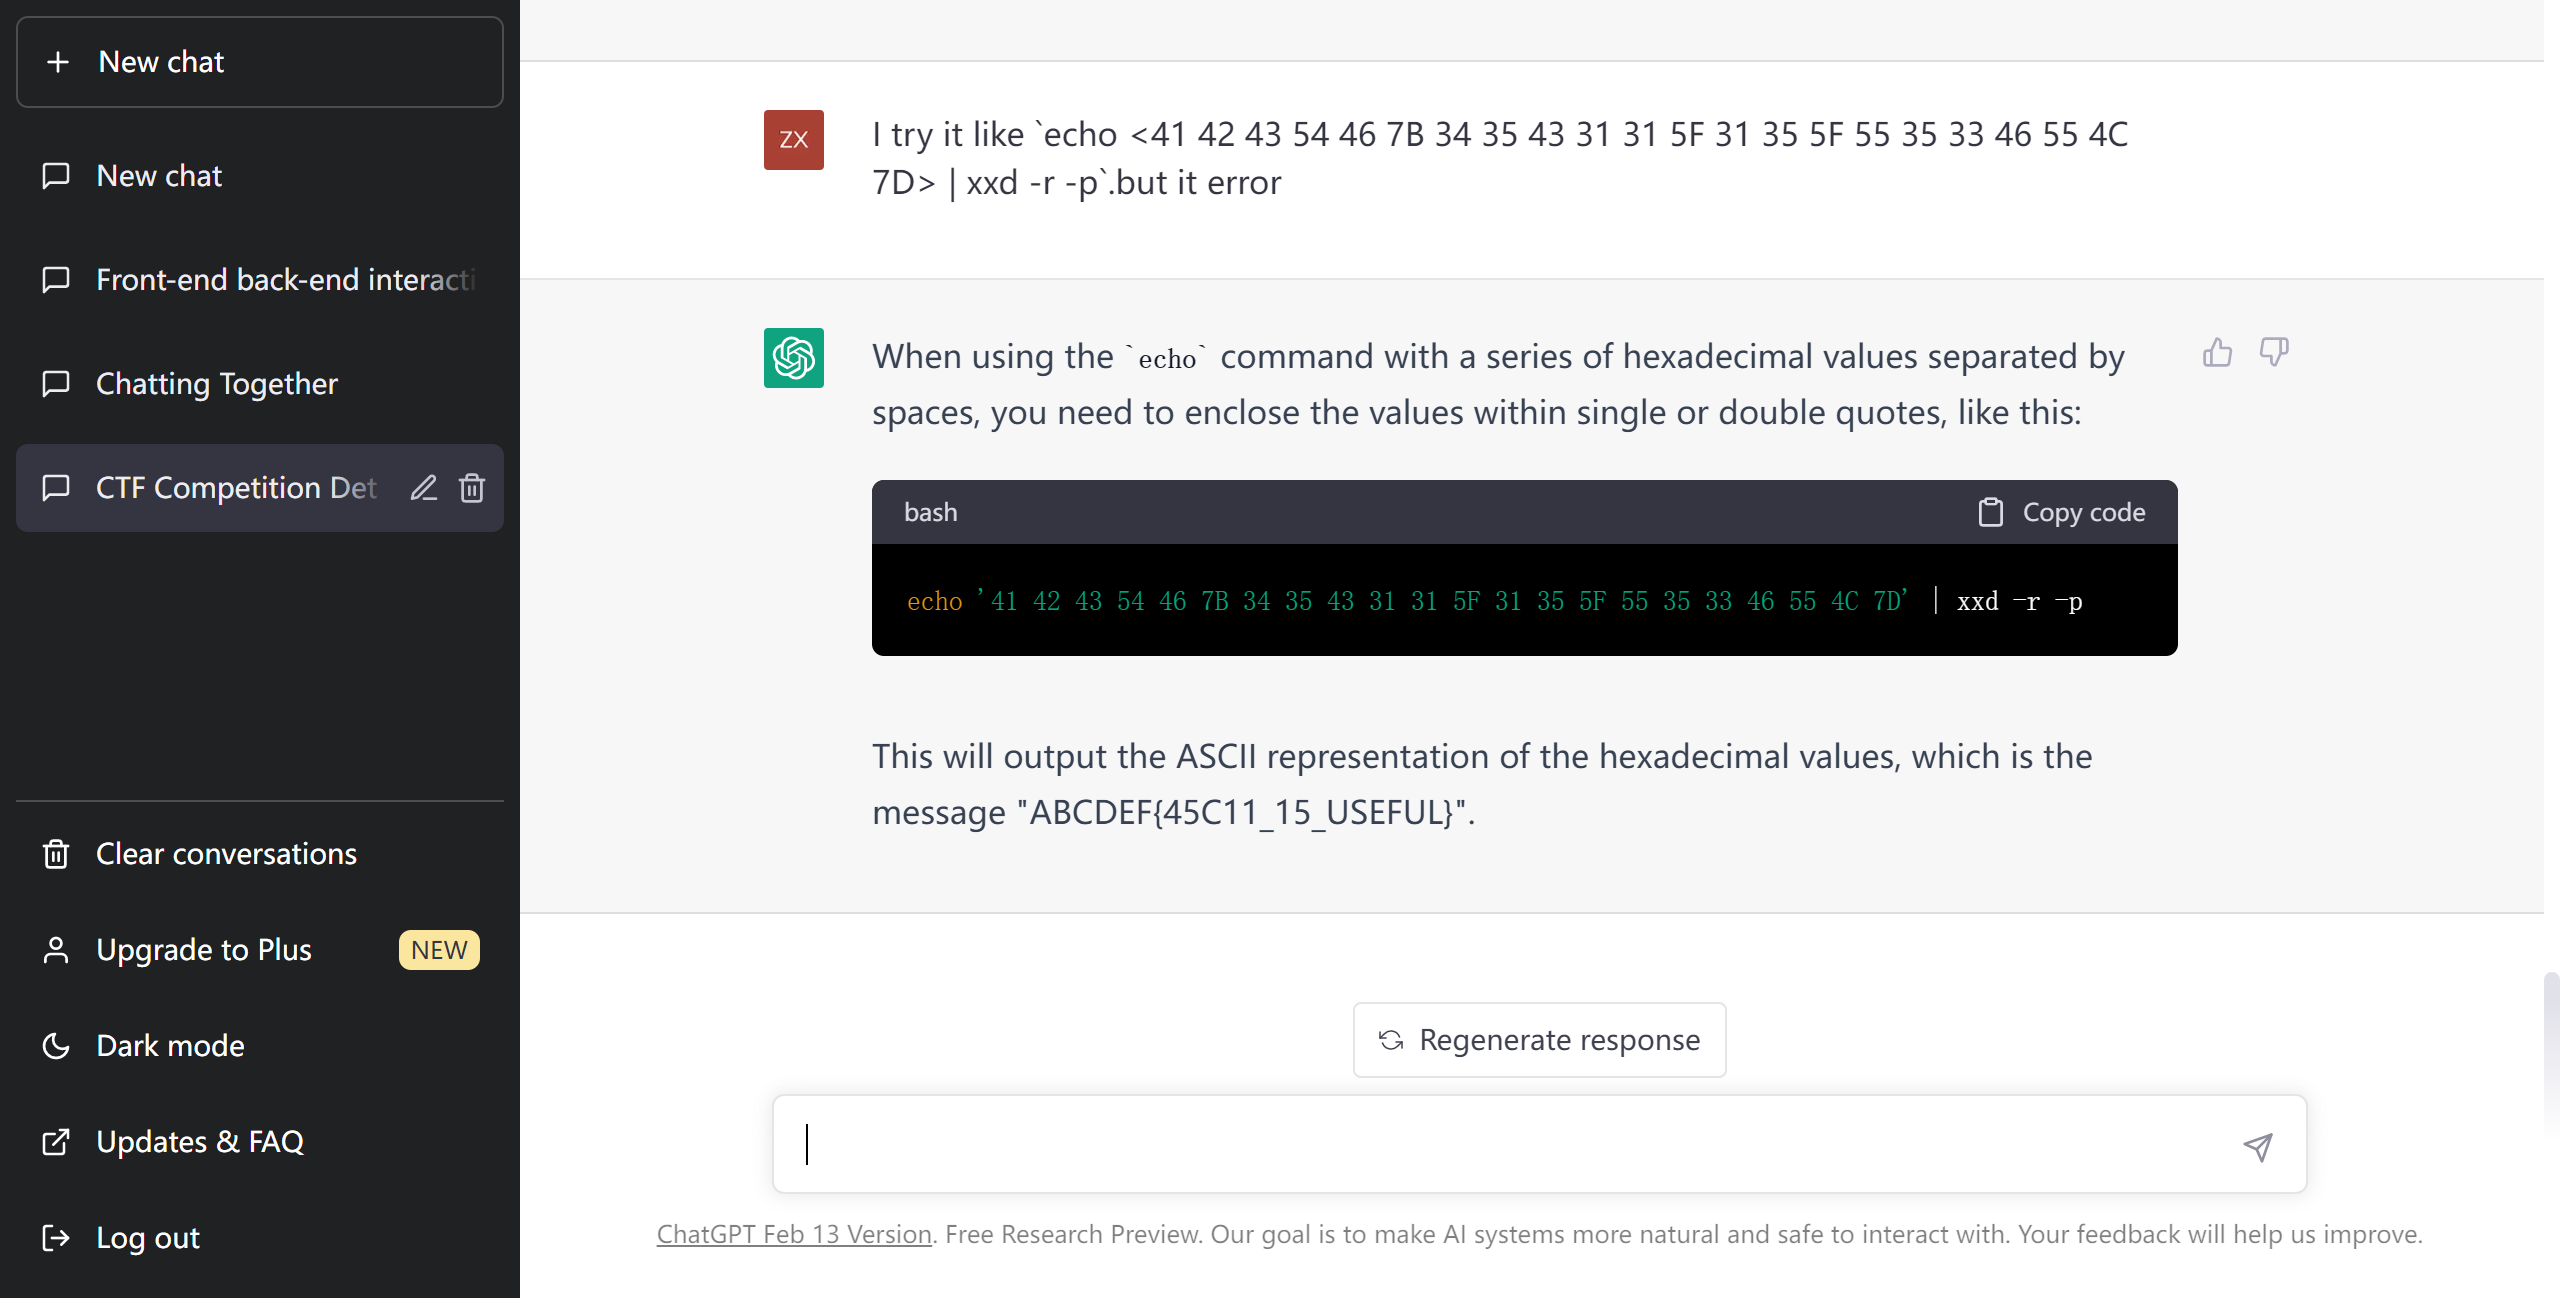 New chat
New chat
Front-end back-end interacti
Chatting Together
CTF Competition Det
Clear conversations
Upgrade to Plus NEW
Dark mode
Updates & FAQ
Log out
ZX
I try it like `echo <41 42 43 54 46 7B 34 35 43 31 31 5F 31 35 5F 55 35 33 46 55 4C
7D> | xxd -r -p`.but it error
When using the `echo` command with a series of hexadecimal values separated by
spaces, you need to enclose the values within single or double quotes, like this:
bash Copy code
echo '41 42 43 54 46 7B 34 35 43 31 31 5F 31 35 5F 55 35 33 46 55 4C 7D' | xxd -r -p
This will output the ASCII representation of the hexadecimal values, which is the
message "ABCDEF{45C11_15_USEFUL}".
Regenerate response
ChatGPT Feb 13 Version. Free Research Preview. Our goal is to make AI systems more natural and safe to interact with. Your feedback will help us improve.